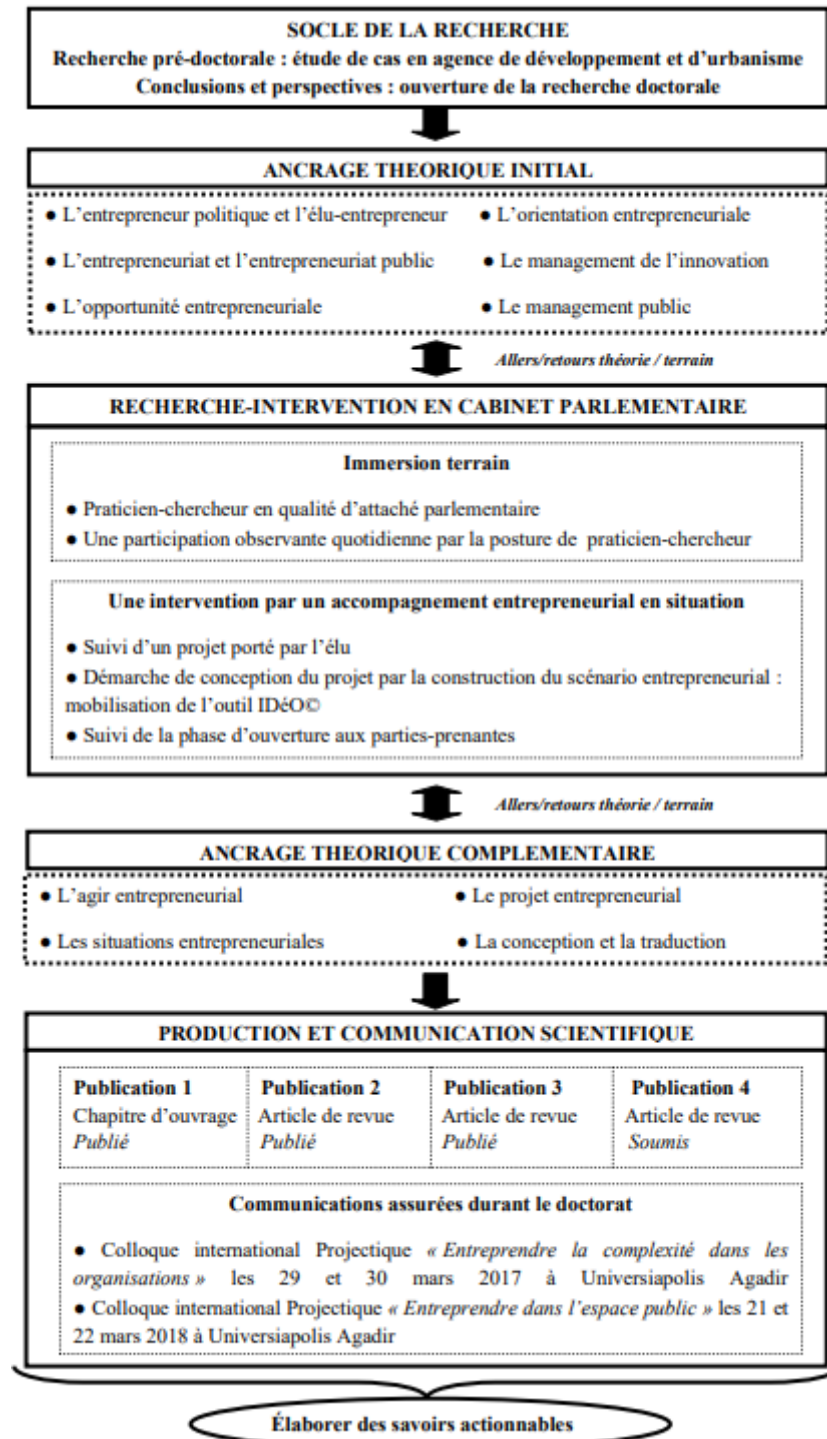 SOCLE DE LA RECHERCHE
Recherche pré-doctorale : étude de cas en agence de développement et d'urbanisme
Conclusions et perspectives : ouverture de la recherche doctorale
ANCRAGE THEORIQUE INITIAL
● L'entrepreneur politique et l'élu-entrepreneur ● L'orientation entrepreneuriale
● L'entrepreneuriat et l'entrepreneuriat public ● Le management de l'innovation
● L'opportunité entrepreneuriale ● Le management public
Allers/retours théorie / terrain
RECHERCHE-INTERVENTION EN CABINET PARLEMENTAIRE
Immersion terrain
● Praticien-chercheur en qualité d'attaché parlementaire
● Une participation observante quotidienne par la posture de praticien-chercheur
Une intervention par un accompagnement entrepreneurial en situation
● Suivi d'un projet porté par l'élu
● Démarche de conception du projet par la construction du scénario entrepreneurial :
mobilisation de l'outil IDéO©
● Suivi de la phase d'ouverture aux parties-prenantes
Allers/retours théorie / terrain
ANCRAGE THEORIQUE COMPLEMENTAIRE
● L'agir entrepreneurial ● Le projet entrepreneurial
● Les situations entrepreneuriales ● La conception et la traduction
PRODUCTION ET COMMUNICATION SCIENTIFIQUE
Publication 1 Publication 2 Publication 3 Publication 4
Chapitre d'ouvrage Article de revue Article de revue Article de revue
Publié Publié Publié Soumis
Communications assurées durant le doctorat
● Colloque international Projectique « Entreprendre la complexité dans les
organisations » les 29 et 30 mars 2017 à Universiapolis Agadir
● Colloque international Projectique « Entreprendre dans l'espace public » les 21 et
22 mars 2018 à Universiapolis Agadir
Élaborer des savoirs actionnables